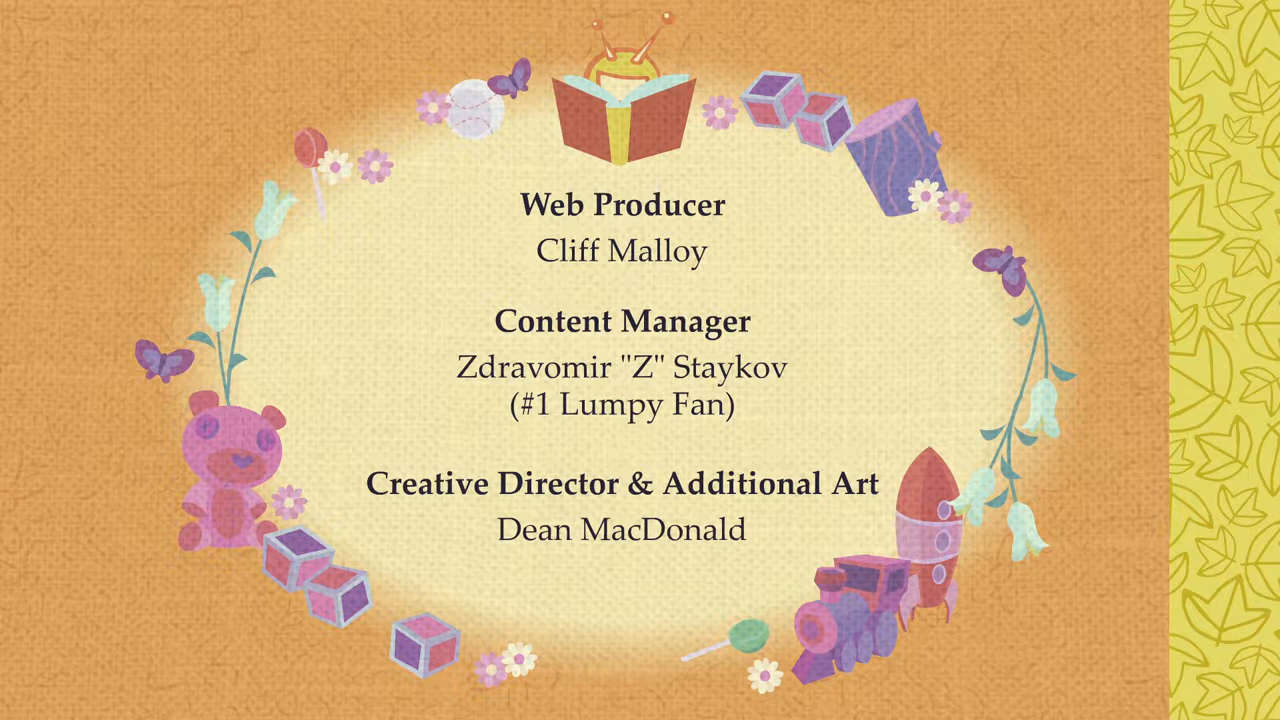 Web Producer
Cliff Malloy
Content Manager
Zdravomir "Z" Staykov
(#1 Lumpy Fan)
Creative Director & Additional Art
Dean MacDonald